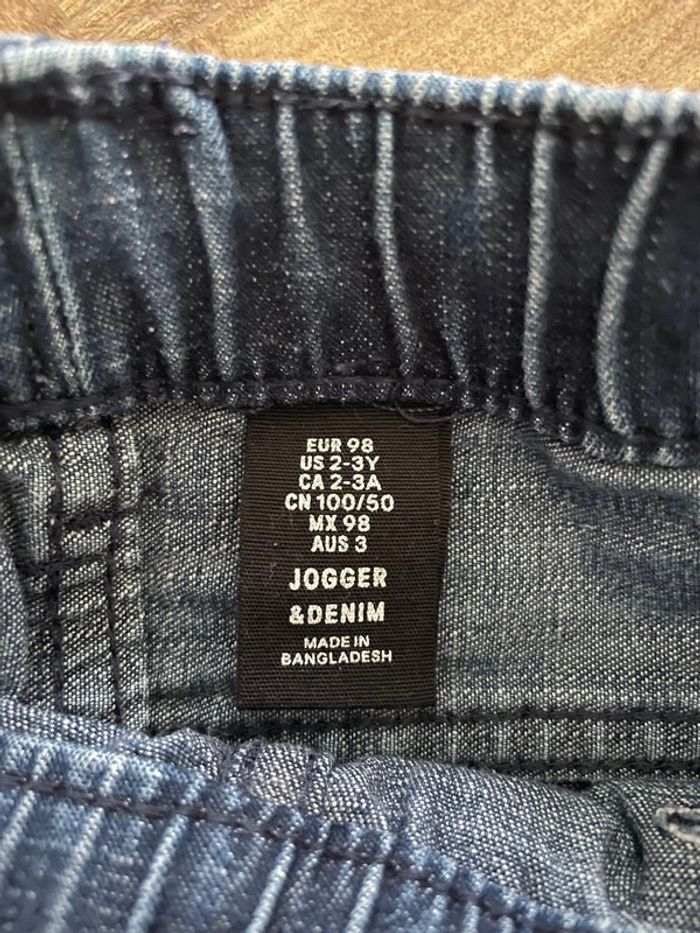 EUR 98
US 2-3Y
CA 2-3A
CN 100/50
MX 98
AUS 3
JOGGER
&DENIM
MADE IN
BANGLADESH